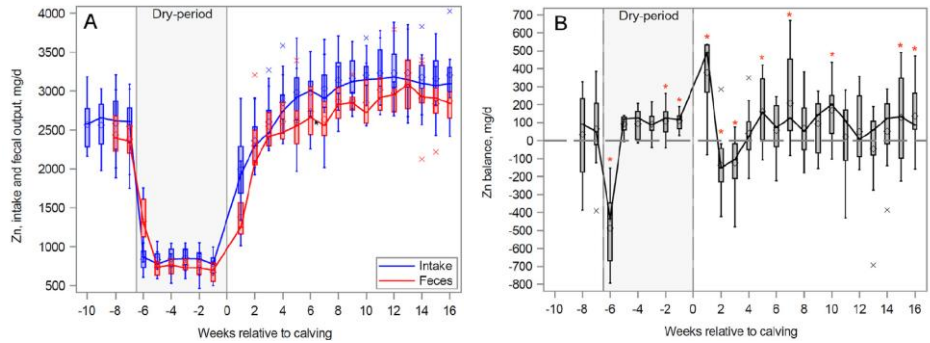 A
Dry-period
Zn, intake and fecal output, mg/d
4000
3500
3000
2500
2000
1500
1000
500
Intake
Feces
-10 -8 -6 -4 -2 0 2 4 6 8 10 12 14 16
Weeks relative to calving
B
Dry-period
Zn balance, mg/d
700
600
500
400
300
200
100
0
-100
-200
-300
-400
-500
-600
-700
-800
-10 -8 -6 -4 -2 0 2 4 6 8 10 12 14 16
Weeks relative to calving